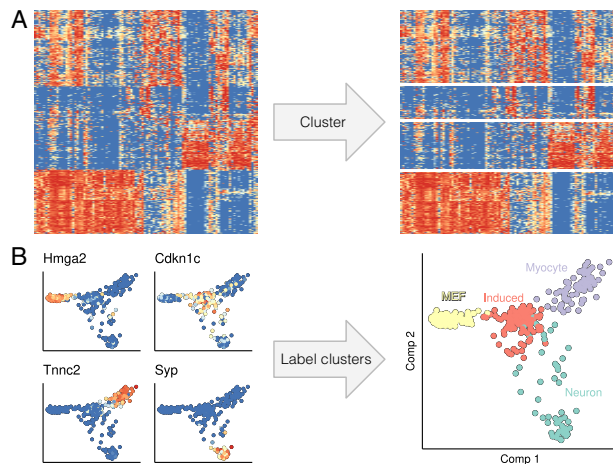 A
Cluster
B
Hmga2
Cdkn1c
Tnnc2
Syp
Label clusters
Myocyte
MEF
Induced
Neuron
Comp 2
Comp 1